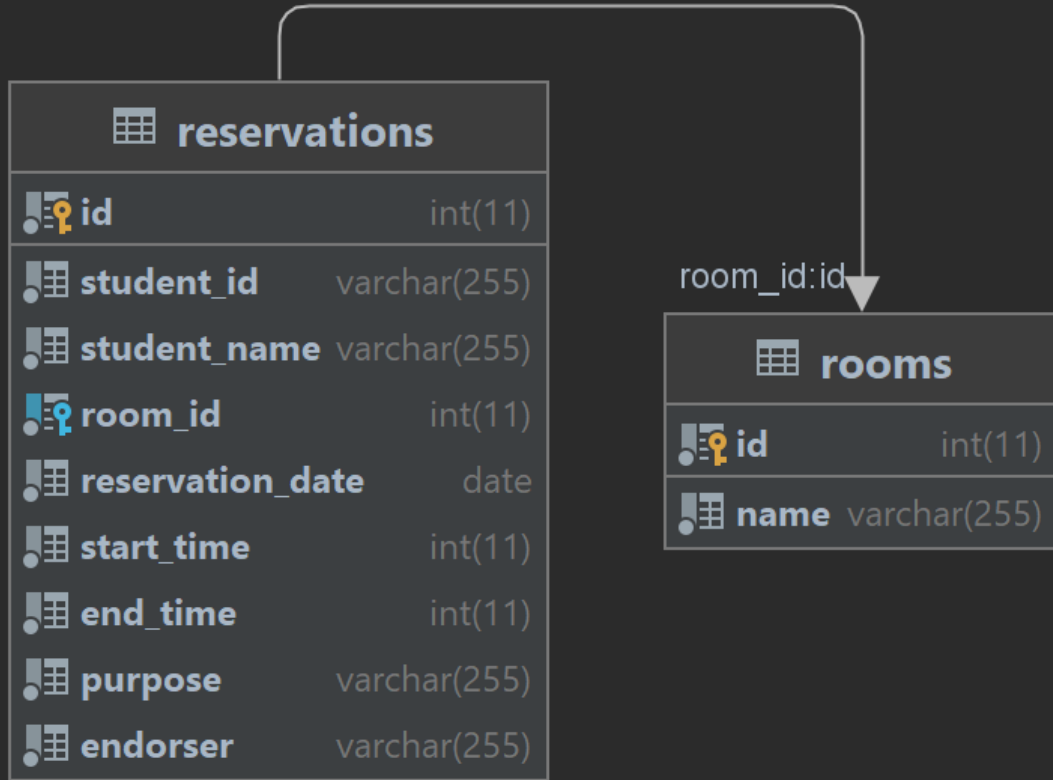 reservations
id int(11)
student_id varchar(255)
student_name varchar(255)
room_id int(11)
reservation_date date
start_time int(11)
end_time int(11)
purpose varchar(255)
endorser varchar(255)
room_id:id
rooms
id int(11)
name varchar(255)